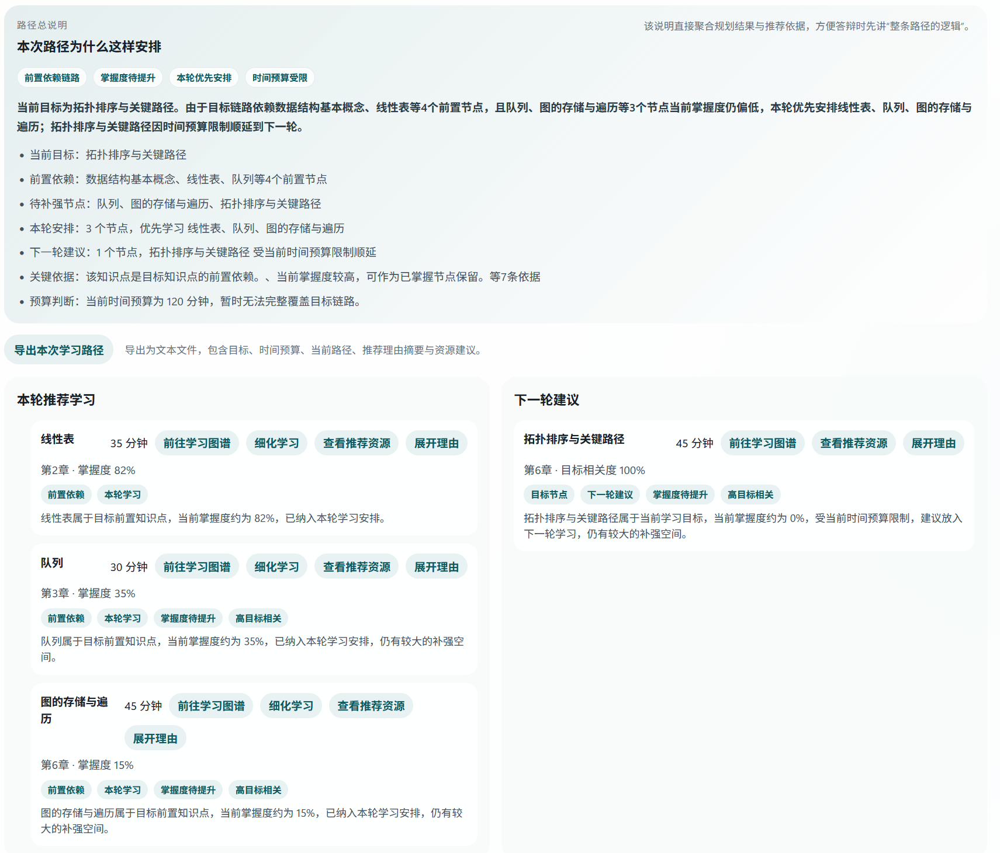 路径总说明
该说明直接聚合规划结果与推荐依据，方便答辩时先讲“整条路径的逻辑”。
本次路径为什么这样安排
前置依赖链路 掌握度待提升 本轮优先安排 时间预算受限
当前目标为拓扑排序与关键路径。由于目标链路依赖数据结构基本概念、线性表等4个前置节点，且队列、图的存储与遍历等3个节点当前掌握度仍偏低，本轮优先安排线性表、队列、图的存储与
遍历；拓扑排序与关键路径因时间预算限制顺延到下一轮。
• 当前目标：拓扑排序与关键路径
• 前置依赖：数据结构基本概念、线性表、队列等4个前置节点
• 待补强节点：队列、图的存储与遍历、拓扑排序与关键路径
• 本轮安排：3 个节点，优先学习 线性表、队列、图的存储与遍历
• 下一轮建议：1 个节点，拓扑排序与关键路径 受当前时间预算限制顺延
• 关键依据：该知识点是目标知识点的前置依赖。、当前掌握度较高，可作为已掌握节点保留。等7条依据
• 预算判断：当前时间预算为 120 分钟，暂时无法完整覆盖目标链路。
导出本次学习路径 导出为文本文件，包含目标、时间预算、当前路径、推荐理由摘要与资源建议。
本轮推荐学习
线性表 35 分钟 前往学习图谱 细化学习 查看推荐资源 展开理由
第2章 · 掌握度 82%
前置依赖 本轮学习
线性表属于目标前置知识点，当前掌握度约为 82%，已纳入本轮学习安排。
队列 30 分钟 前往学习图谱 细化学习 查看推荐资源 展开理由
第3章 · 掌握度 35%
前置依赖 本轮学习 掌握度待提升 高目标相关
队列属于目标前置知识点，当前掌握度约为 35%，已纳入本轮学习安排，仍有较大的补强空
间。
图的存储与遍
历
45 分钟 前往学习图谱 细化学习 查看推荐资源
展开理由
第6章 · 掌握度 15%
前置依赖 本轮学习 掌握度待提升 高目标相关
图的存储与遍历属于目标前置知识点，当前掌握度约为 15%，已纳入本轮学习安排，仍有较
大的补强空间。
下一轮建议
拓扑排序与关键路径 45 分钟 前往学习图谱 查看推荐资源 展开理由
第6章 · 目标相关度 100%
目标节点 下一轮建议 掌握度待提升 高目标相关
拓扑排序与关键路径属于当前学习目标，当前掌握度约为 0%，受当前时间预算限制，建议放入
下一轮学习，仍有较大的补强空间。